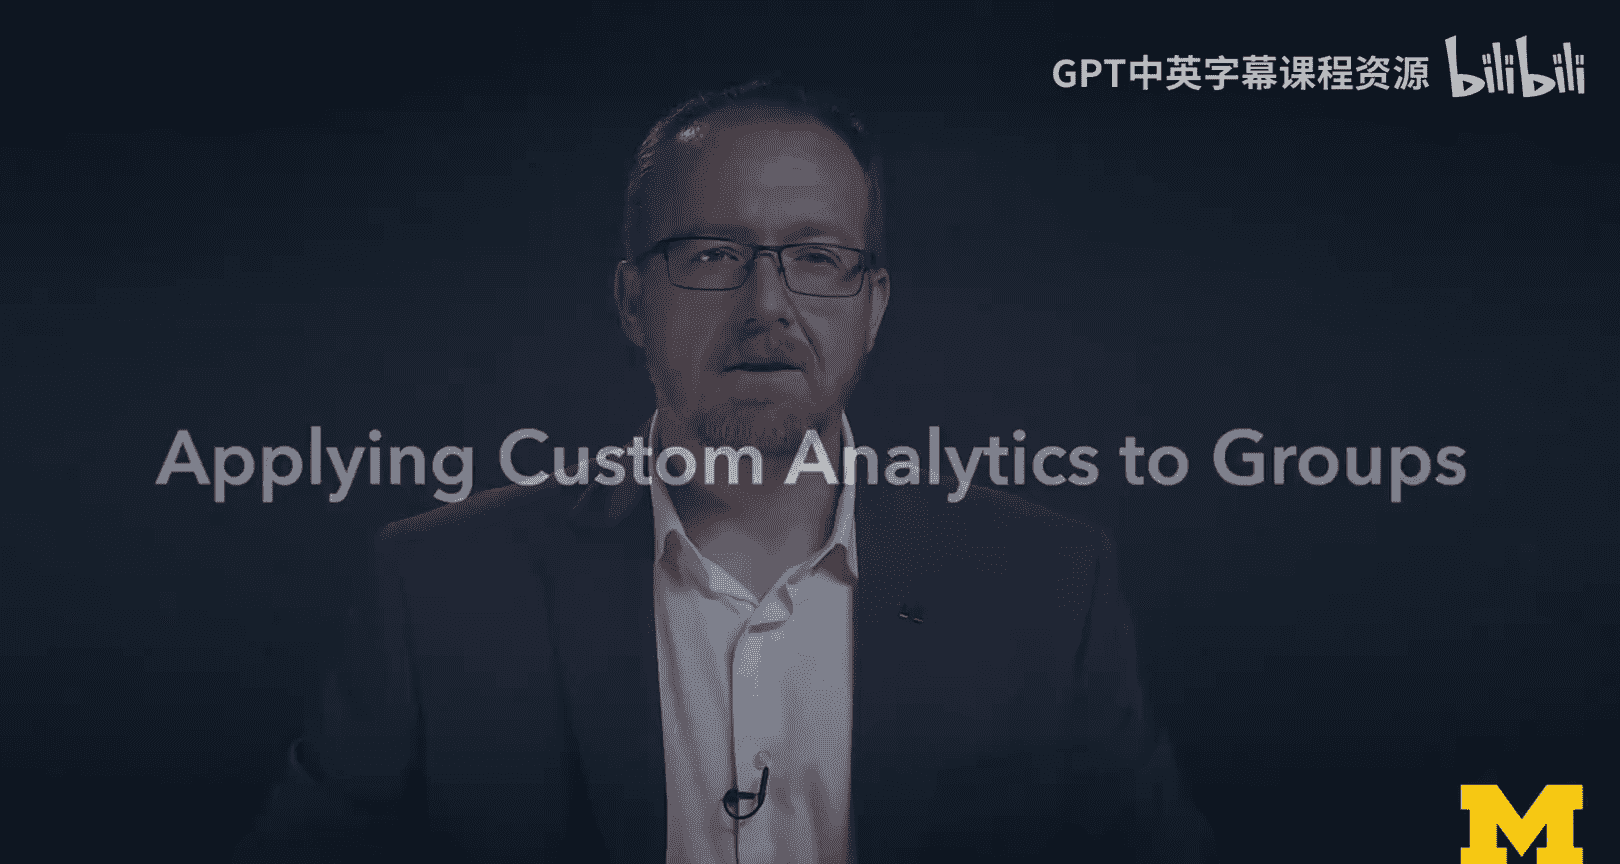 GPT中英字幕课程资源 bilibili
Applying Custom Analytics to Groups
M